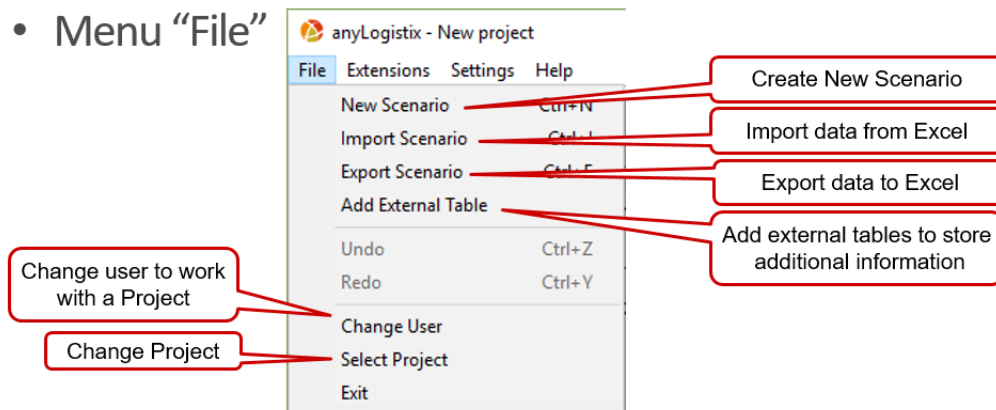 • Menu “File”
anyLogistix - New project
File Extensions Settings Help
New Scenario Ctrl+N
Import Scenario
Export Scenario
Add External Table
Undo Ctrl+Z
Redo Ctrl+Y
Change User
Select Project
Exit
Create New Scenario
Import data from Excel
Export data to Excel
Add external tables to store
additional information
Change user to work
with a Project
Change Project